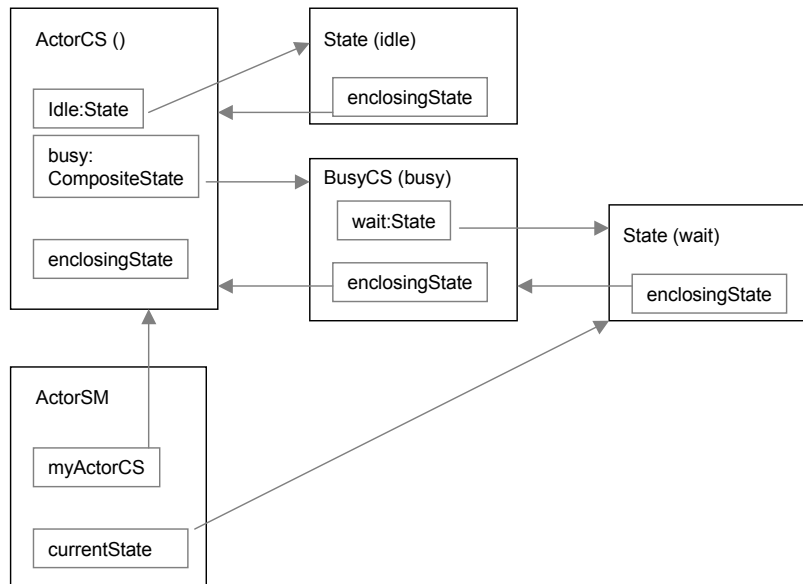 ActorCS ()
Idle:State
busy:
CompositeState
enclosingState
State (idle)
enclosingState
BusyCS (busy)
wait:State
enclosingState
State (wait)
enclosingState
ActorSM
myActorCS
currentState